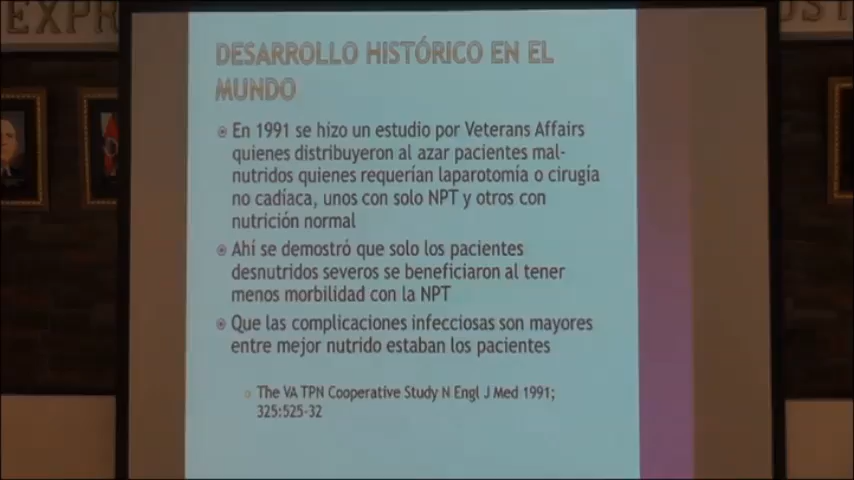 EXPR
DESARROLLO HISTÓRICO EN EL
MUNDO
En 1991 se hizo un estudio por Veterans Affairs
quienes distribuyeron al azar pacientes mal-
nutridos quienes requerían laparotomía o cirugía
no cadíaca, unos con solo NPT y otros con
nutrición normal
Ahí se demostró que solo los pacientes
desnutridos severos se beneficiaron al tener
menos morbilidad con la NPT
Que las complicaciones infecciosas son mayores
entre mejor nutrido estaban los pacientes
The VA TPN Cooperative Study N Engl J Med 1991;
325:525-32